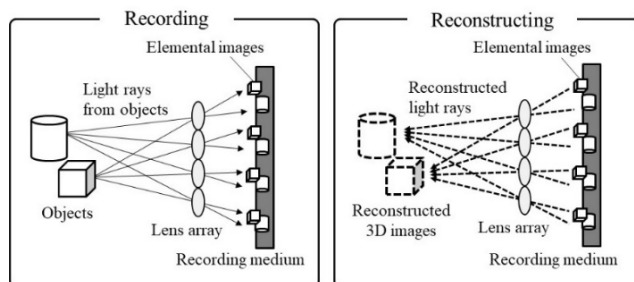 Recording
Elemental images
Light rays
from objects
Objects
Lens array
Recording medium
Reconstructing
Elemental images
Reconstructed
light rays
Reconstructed
3D images
Lens array
Recording medium